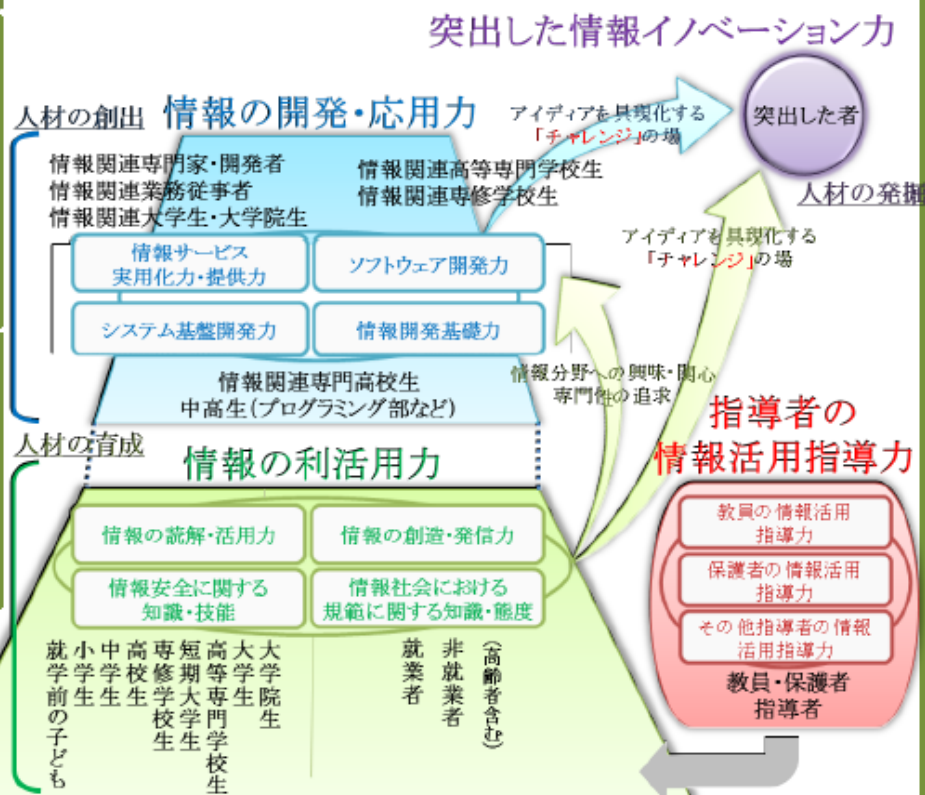 突出した情報イノベーション力
人材の創出
情報の開発・応用力
アイディアを具現化する
「チャレンジ」の場
突出した者
人材の発掘
情報関連専門家・開発者
情報関連業務従事者
情報関連大学生・大学院生
情報関連高等専門学校生
情報関連専修学校生
アイディアを具現化する
「チャレンジ」の場
情報サービス
実用化力・提供力
ソフトウェア開発力
システム基盤開発力
情報開発基礎力
情報関連専門高校生
中高生(プログラミング部など)
情報分野への興味・関心
専門性の追求
人材の育成
情報の利活用力
指導者の
情報活用指導力
情報の読解・活用力
情報の創造・発信力
情報安全に関する
知識・技能
情報社会における
規範に関する知識・態度
教員の情報活用
指導力
保護者の情報活用
指導力
その他指導者の情報
活用指導力
教員・保護者
指導者
就学前の子ども
小学生
中学生
高校生
専修学校生
短期大学生
高等専門学校生
大学生
大学院生
就業者
非就業者
(高齢者含む)